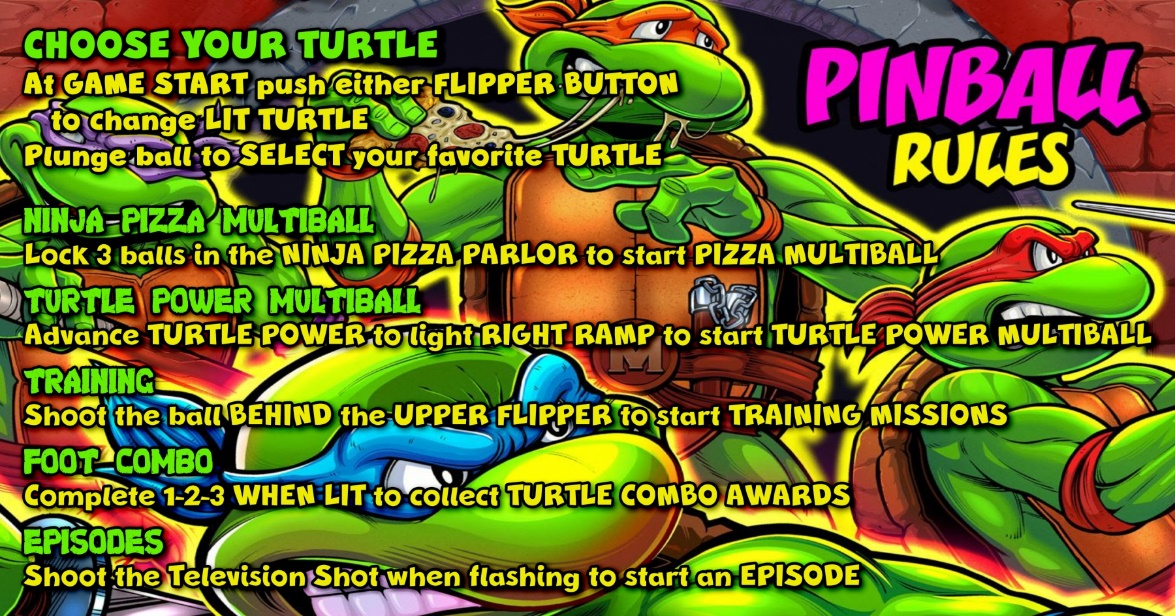 CHOOSE YOUR TURTLE
At GAME START push either FLIPPER BUTTON
to change LIT TURTLE
Plunge ball to SELECT your favorite TURTLE
PINBALL
RULES
NINJA PIZZA MULTIBALL
Lock 3 balls in the NINJA PIZZA PARLOR to start PIZZA MULTIBALL
TURTLE POWER MULTIBALL
Advance TURTLE POWER to light RIGHT RAMP to start TURTLE POWER MULTIBALL
M
TRAINING
Shoot the ball BEHIND the UPPER FLIPPER to start TRAINING MISSIONS
FOOT COMBO
Complete 1-2-3 WHEN LIT to collect TURTLE COMBO AWARDS
EPISODES
Shoot the Television Shot when flashing to start an EPISODE